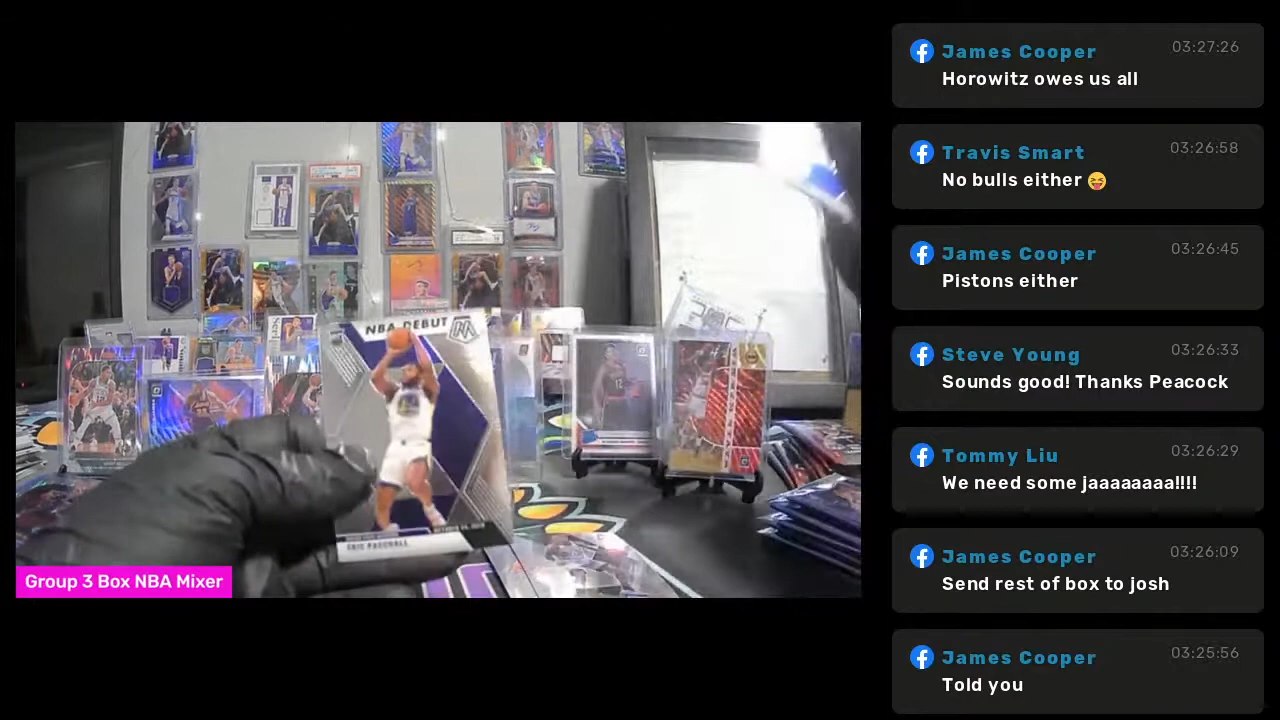 James Cooper
03:27:26
Horowitz owes us all
Travis Smart
03:26:58
No bulls either 😝
James Cooper
03:26:45
Pistons either
Steve Young
03:26:33
Sounds good! Thanks Peacock
Tommy Liu
03:26:29
We need some jaaaaaaa!!!!
James Cooper
03:26:09
Send rest of box to josh
James Cooper
03:25:56
Told you
NBA DEBUT
ERIC PASCHALL
Group 3 Box NBA Mixer